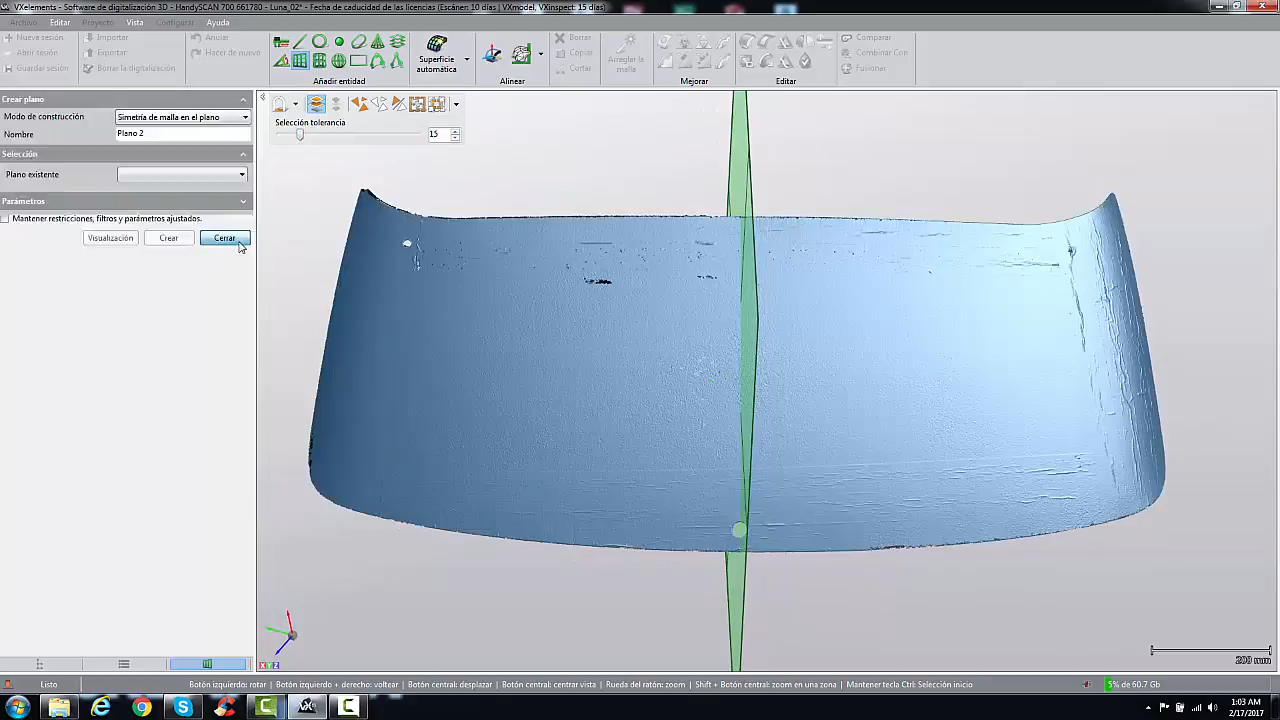 VXelements - Software de digitalización 3D - HandySCAN 700 661780 - Luna_02* - Fecha de caducidad de las licencias (Escáner: 10 días | VXmodel, VXinspect: 15 días)
Archivo Editar Proyecto Vista Configurar Ayuda
Nueva sesión Importar Anular
Abrir sesión Exportar Hacer de nuevo
Guardar sesión Borrar la digitalización
Superficie automática
Borrar
Copiar
Cortar
Arreglar la malla
Comparar
Combinar Con
Fusionar
Añadir entidad Alinear Mejorar Editar
Crear plano
Modo de construcción Simetría de malla en el plano
Nombre Plano 2
Selección
Plano existente
Parámetros
Mantener restricciones, filtros y parámetros ajustados.
Visualización Crear Cerrar
Selección tolerancia
15
X Y Z
200 mm
Listo Botón izquierdo: rotar | Botón izquierdo + derecho: voltear | Botón central: desplazar | Botón central: centrar vista | Rueda del ratón: zoom | Shift + Botón central: zoom en una zona | Mantener tecla Ctrl: Selección inicio 5% de 60.7 Gb
1:03 AM
2/17/2017